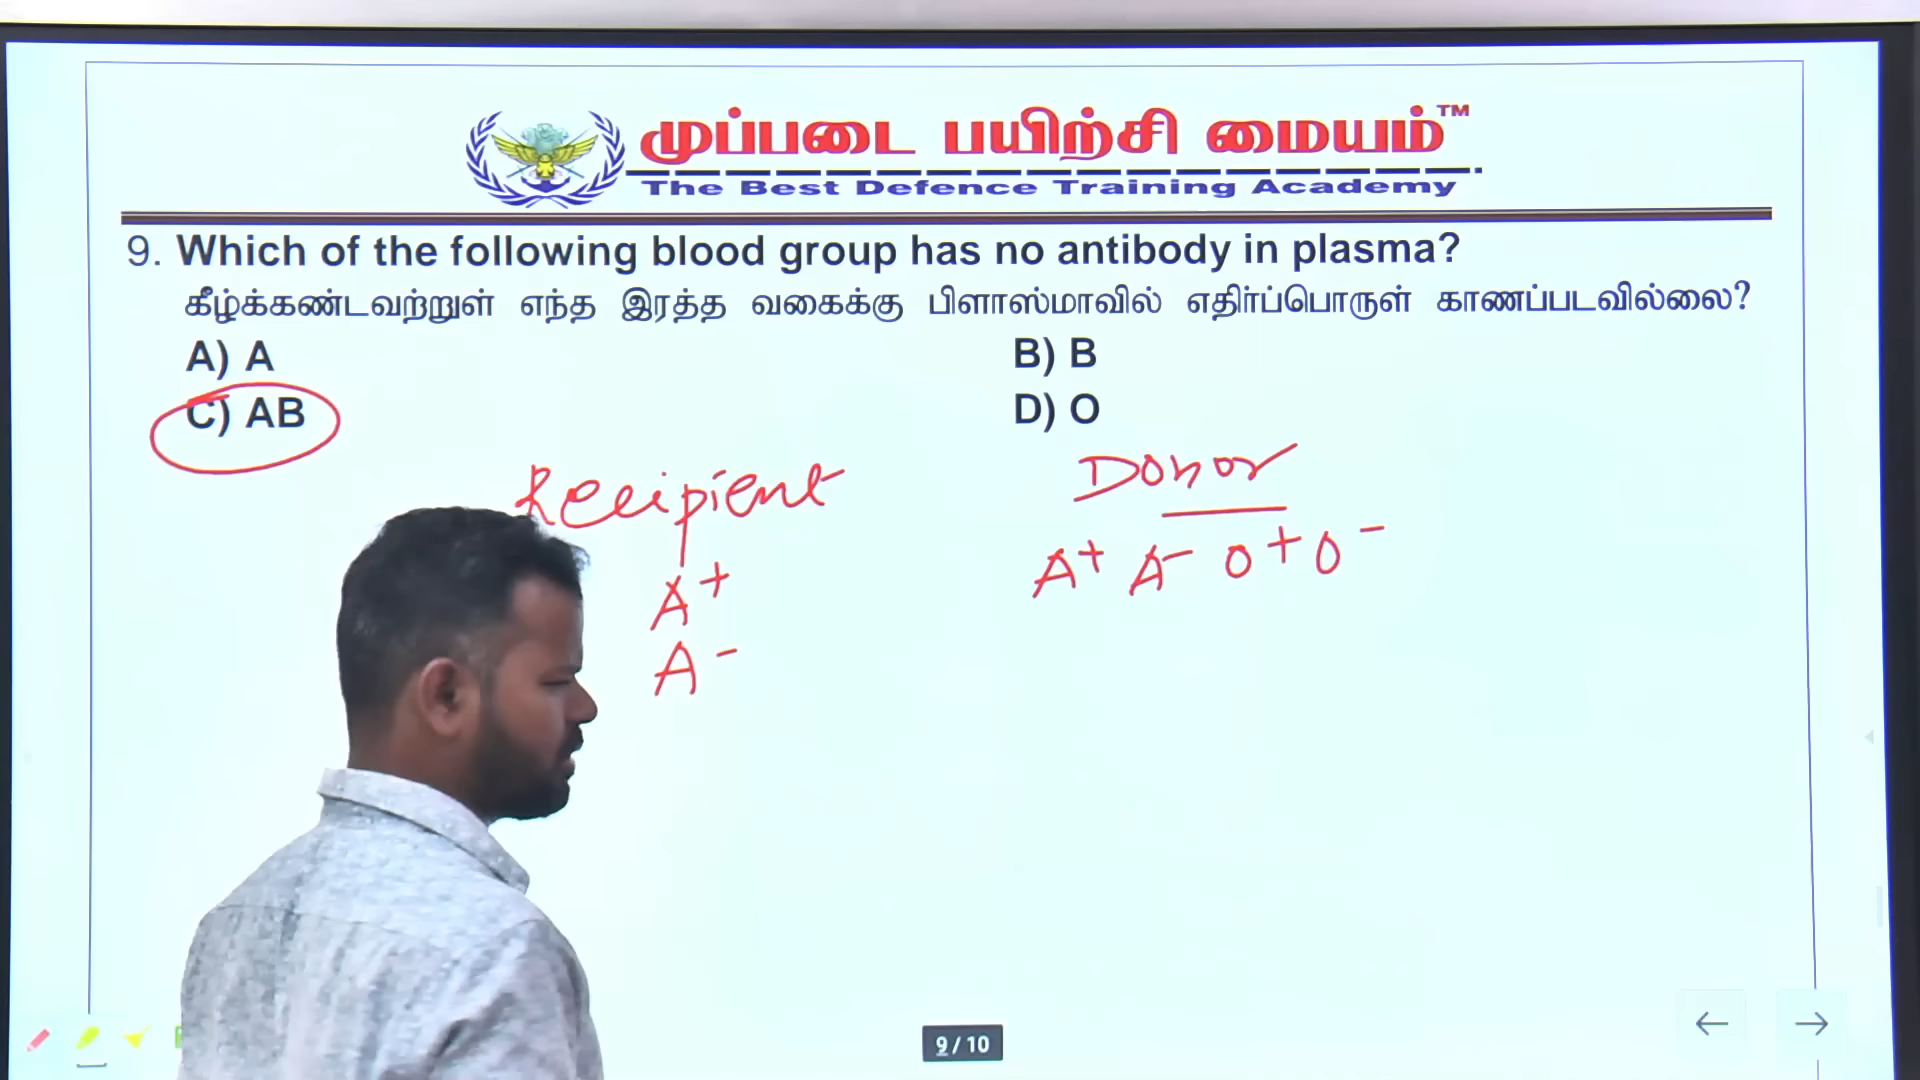 முப்படை பயிற்சி மையம்™
The Best Defence Training Academy
9. Which of the following blood group has no antibody in plasma?
கீழ்க்கண்டவற்றுள் எந்த இரத்த வகைக்கு பிளாஸ்மாவில் எதிர்ப்பொருள் காணப்படவில்லை?
A) A
B) B
C) AB
D) O
Recipient
Donor
A+
A+ A- O+ O-
A-
9 / 10